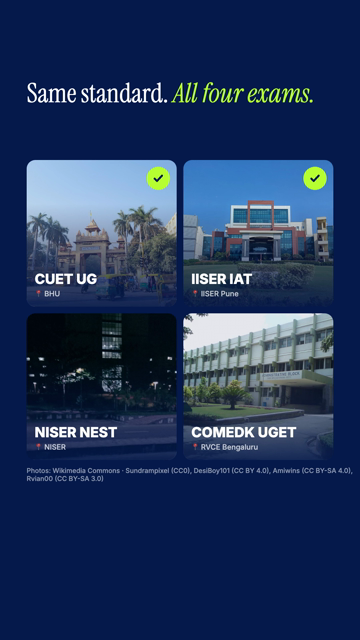 Same standard. All four exams.
CUET UG
📍 BHU
IISER IAT
📍 IISER Pune
NISER NEST
📍 NISER
COMEDK UGET
📍 RVCE Bengaluru
Photos: Wikimedia Commons · Sundrampixel (CC0), DesiBoy101 (CC BY 4.0), Amiwins (CC BY-SA 4.0),
Rvian00 (CC BY-SA 3.0)